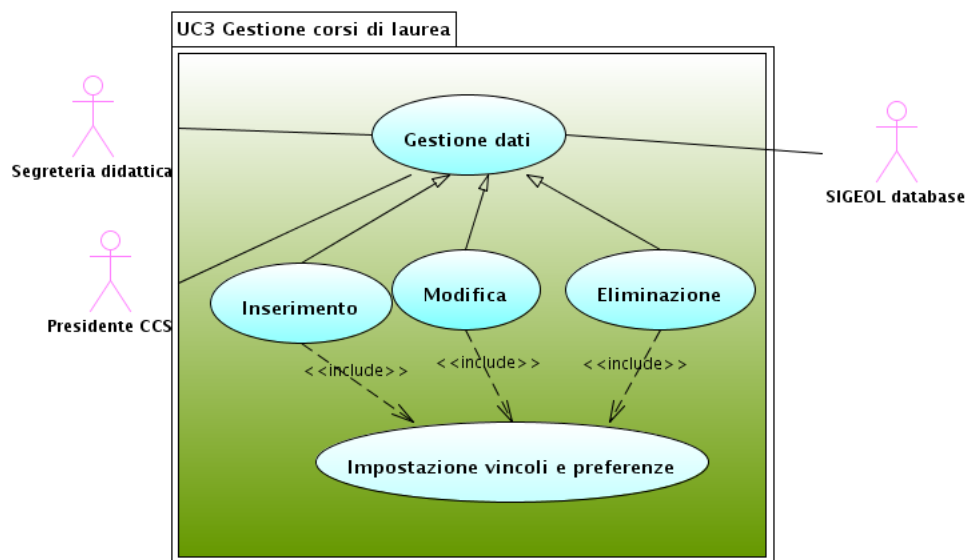 UC3 Gestione corsi di laurea
Segreteria didattica
Gestione dati
SIGEOL database
Presidente CCS
Inserimento
Modifica
Eliminazione
<<include>>
<<include>>
<<include>>
Impostazione vincoli e preferenze